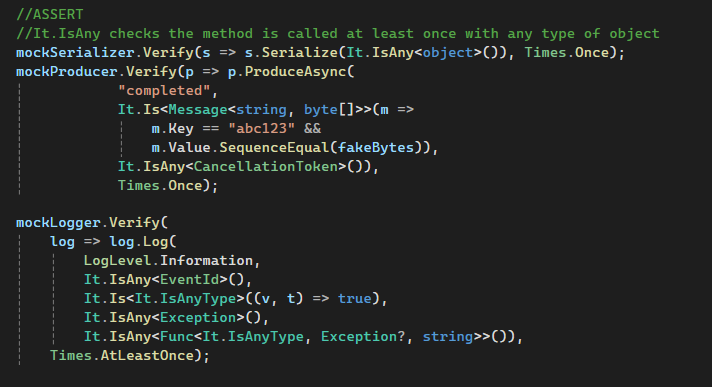 //ASSERT
//It.IsAny checks the method is called at least once with any type of object
mockSerializer.Verify(s => s.Serialize(It.IsAny<object>()), Times.Once);
mockProducer.Verify(p => p.ProduceAsync(
"completed",
It.Is<Message<string, byte[]>>(m =>
m.Key == "abc123" &&
m.Value.SequenceEqual(fakeBytes)),
It.IsAny<CancellationToken>()),
Times.Once);
mockLogger.Verify(
log => log.Log(
LogLevel.Information,
It.IsAny<EventId>(),
It.Is<It.IsAnyType>((v, t) => true),
It.IsAny<Exception>(),
It.IsAny<Func<It.IsAnyType, Exception?, string>>()),
Times.AtLeastOnce);